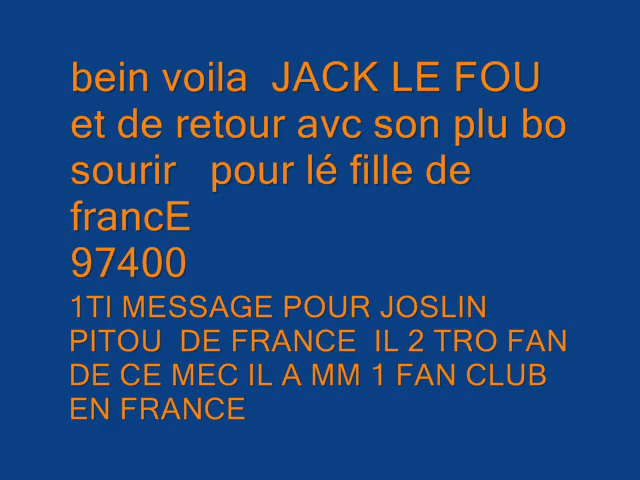 bein voila  JACK LE FOU
et de retour avc son plu bo
sourir   pour lé fille de
francE
97400
1TI MESSAGE POUR JOSLIN
PITOU  DE FRANCE  IL 2 TRO FAN
DE CE MEC IL A MM 1 FAN CLUB
EN FRANCE